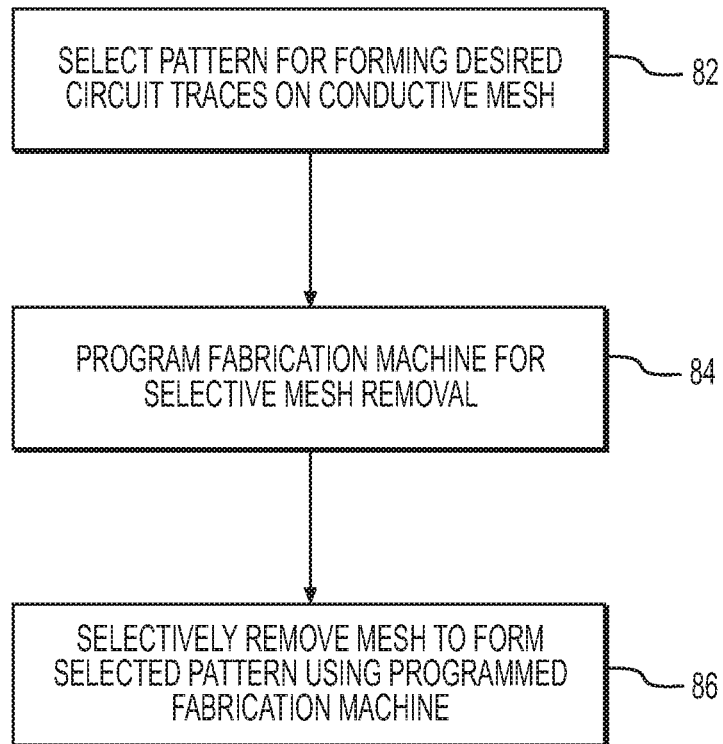 SELECT PATTERN FOR FORMING DESIRED
CIRCUIT TRACES ON CONDUCTIVE MESH
82
PROGRAM FABRICATION MACHINE FOR
SELECTIVE MESH REMOVAL
84
SELECTIVELY REMOVE MESH TO FORM
SELECTED PATTERN USING PROGRAMMED
FABRICATION MACHINE
86